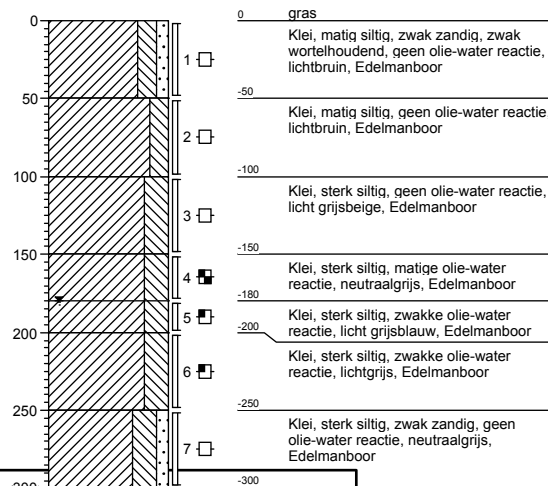 0
0
gras
Klei, matig siltig, zwak zandig, zwak
wortelhoudend, geen olie-water reactie,
lichtbruin, Edelmanboor
1
50
-50
Klei, matig siltig, geen olie-water reactie,
lichtbruin, Edelmanboor
2
100
-100
Klei, sterk siltig, geen olie-water reactie,
licht grijsbeige, Edelmanboor
3
150
-150
Klei, sterk siltig, matige olie-water
reactie, neutraalgrijs, Edelmanboor
4
-180
Klei, sterk siltig, zwakke olie-water
reactie, licht grijsblauw, Edelmanboor
5
200
-200
Klei, sterk siltig, zwakke olie-water
reactie, lichtgrijs, Edelmanboor
6
250
-250
Klei, sterk siltig, zwak zandig, geen
olie-water reactie, neutraalgrijs,
Edelmanboor
7
300
-300